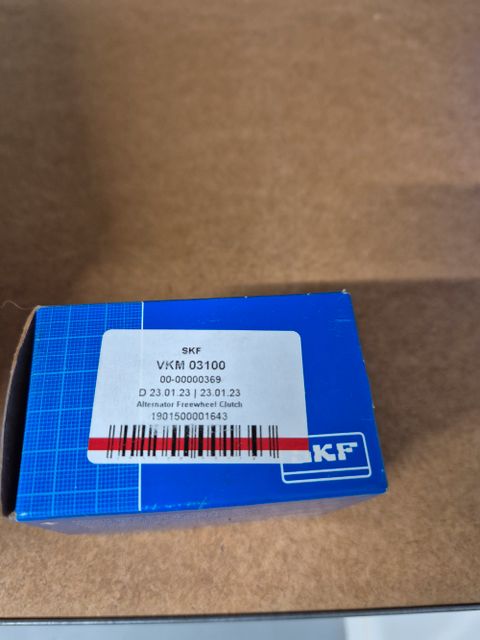 SKF
VKM 03100
00-00000369
D 23.01.23 | 23.01.23
Alternator Freewheel Clutch
1901500001643
SKF